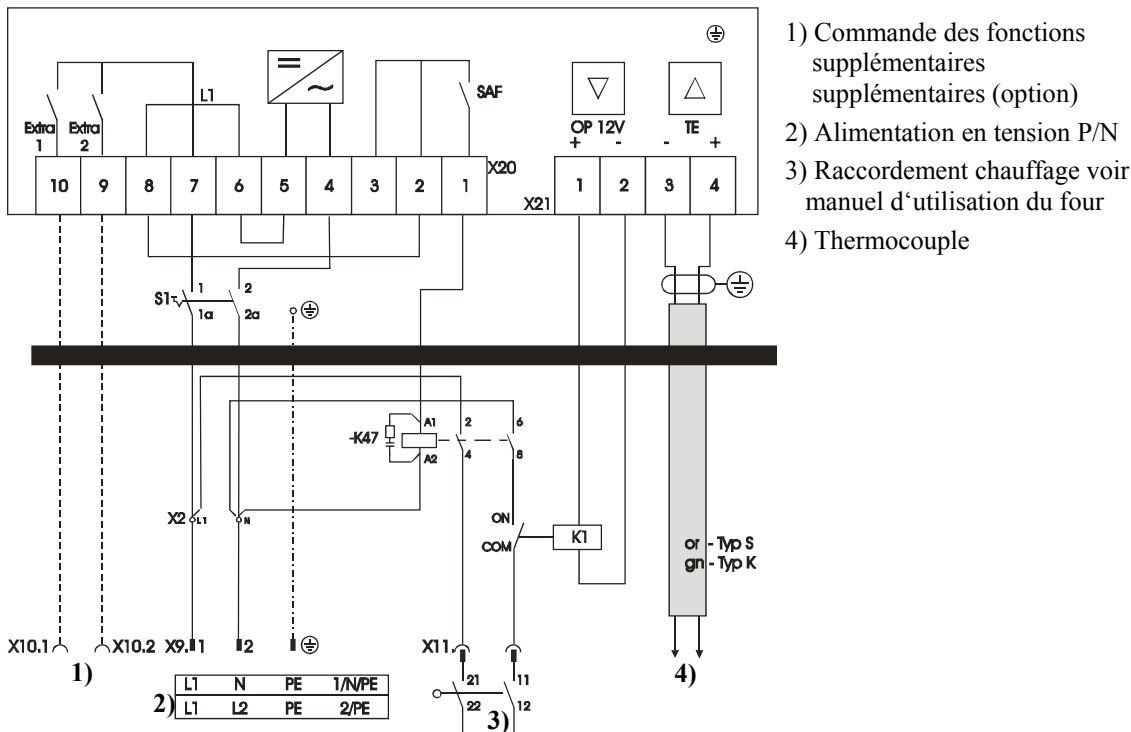 1) Commande des fonctions
supplémentaires
supplémentaires (option)
2) Alimentation en tension P/N
3) Raccordement chauffage voir
manuel d‘utilisation du four
4) Thermocouple
L1
SAF
Extra
1
Extra
2
OP 12V
TE
+ - - +
X20
10 9 8 7 6 5 4 3 2 1
X21
1 2 3 4
1 2
S1
1a 2a
A1 2 6
-K47
A2 4 8
X2 L1 N
ON
K1
COM
or - Typ S
gn - Typ K
X10.1 X10.2 X9. 1 2 X11.
1) 4)
21 11
22 12
3)
2)
L1 N PE 1/N/PE
L1 L2 PE 2/PE